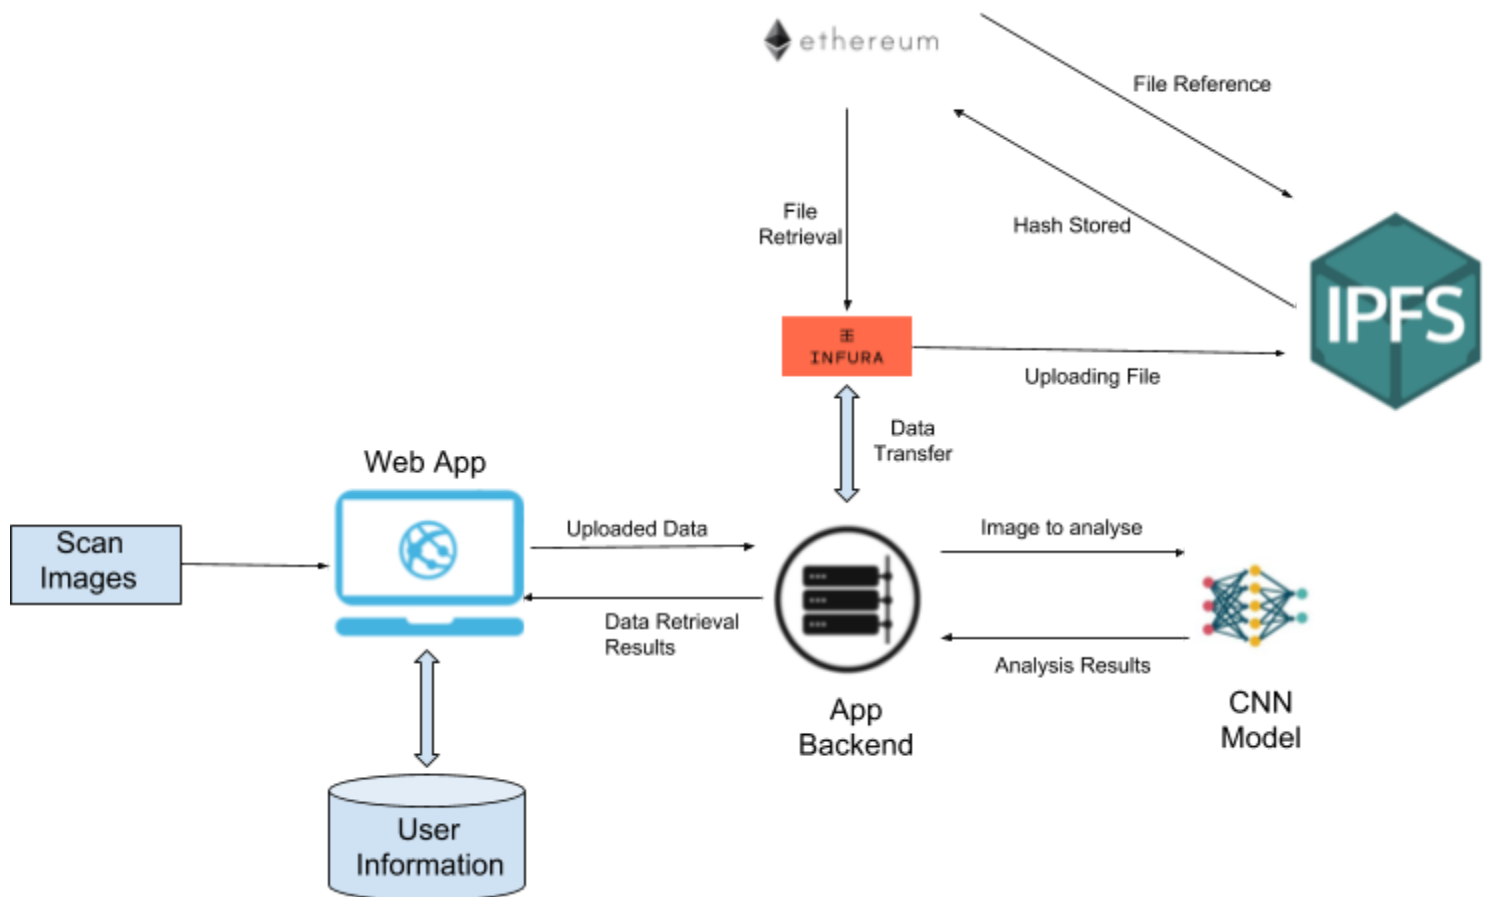 ethereum
File Reference
File
Retrieval
Hash Stored
IPFS
INFURA
Uploading File
Data
Transfer
Web App
Scan
Images
Uploaded Data
Image to analyse
Data Retrieval
Results
Analysis Results
App
Backend
CNN
Model
User
Information